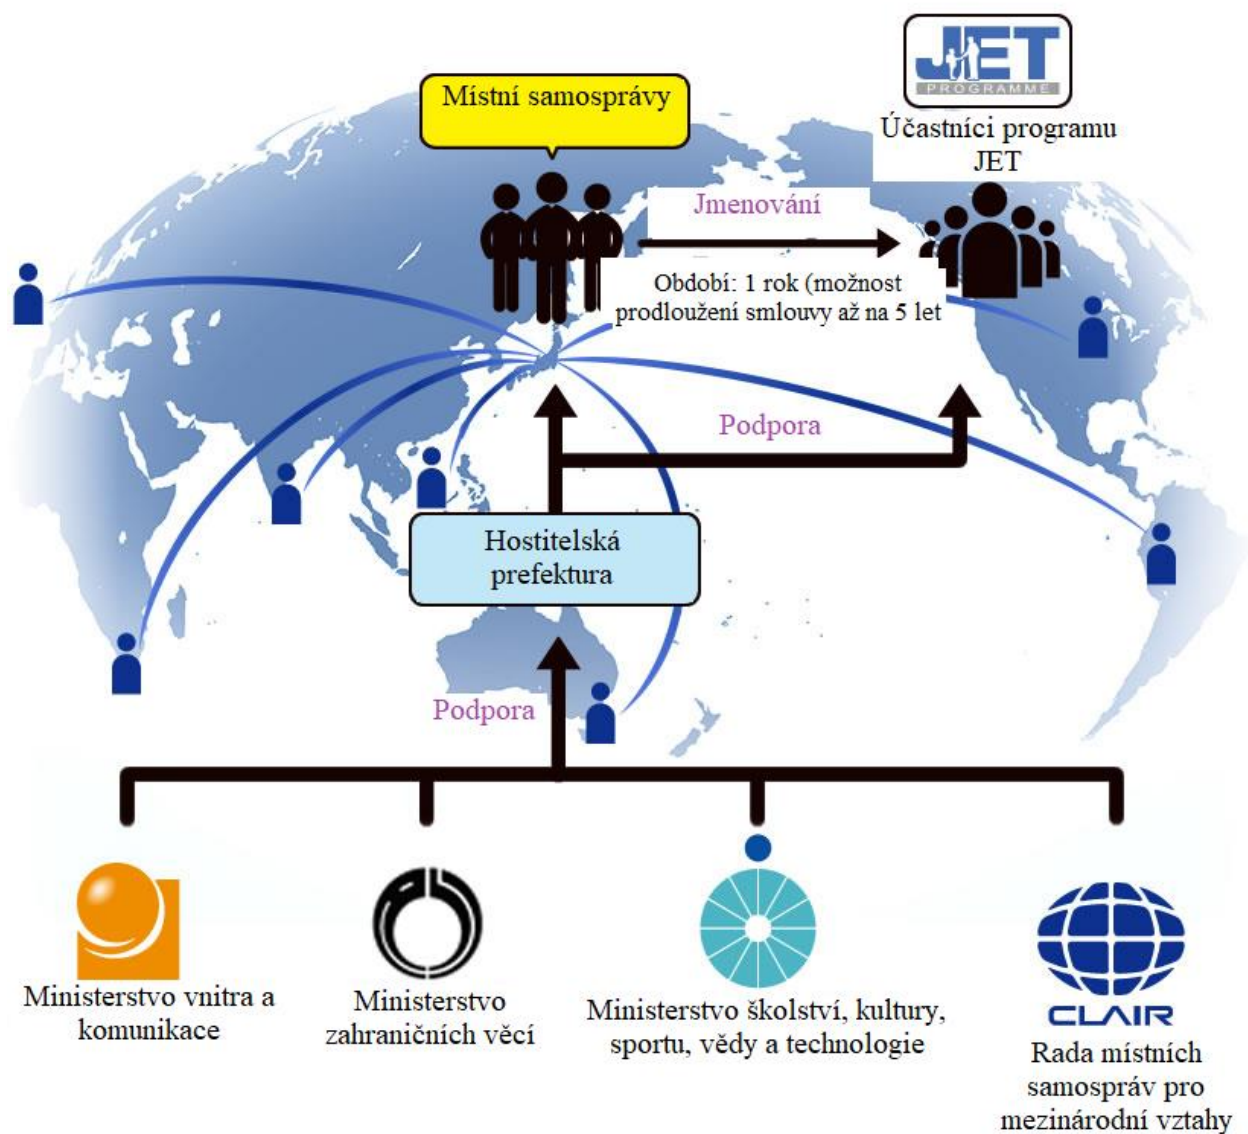 JET
PROGRAMME
Místní samosprávy
Účastníci programu
JET
Jmenování
Období: 1 rok (možnost
prodloužení smlouvy až na 5 let
Podpora
Hostitelská
prefektura
Podpora
Ministerstvo vnitra a
komunikace
Ministerstvo
zahraničních věcí
Ministerstvo školství, kultury,
sportu, vědy a technologie
CLAIR
Rada místních
samospráv pro
mezinárodní vztahy